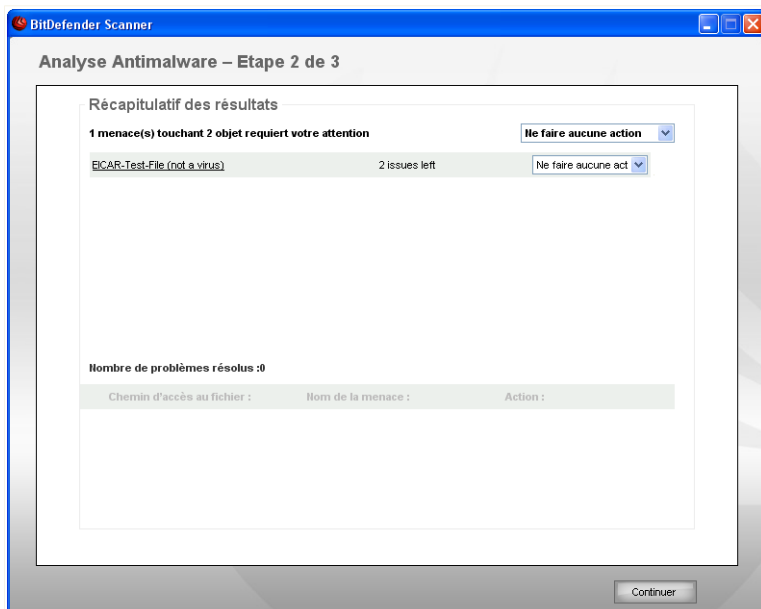 BitDefender Scanner
Analyse Antimalware – Etape 2 de 3
Récapitulatif des résultats
1 menace(s) touchant 2 objet requiert votre attention
Ne faire aucune action
EICAR-Test-File (not a virus)
2 issues left
Ne faire aucune act
Nombre de problèmes résolus :0
Chemin d'accès au fichier :
Nom de la menace :
Action :
Continuer